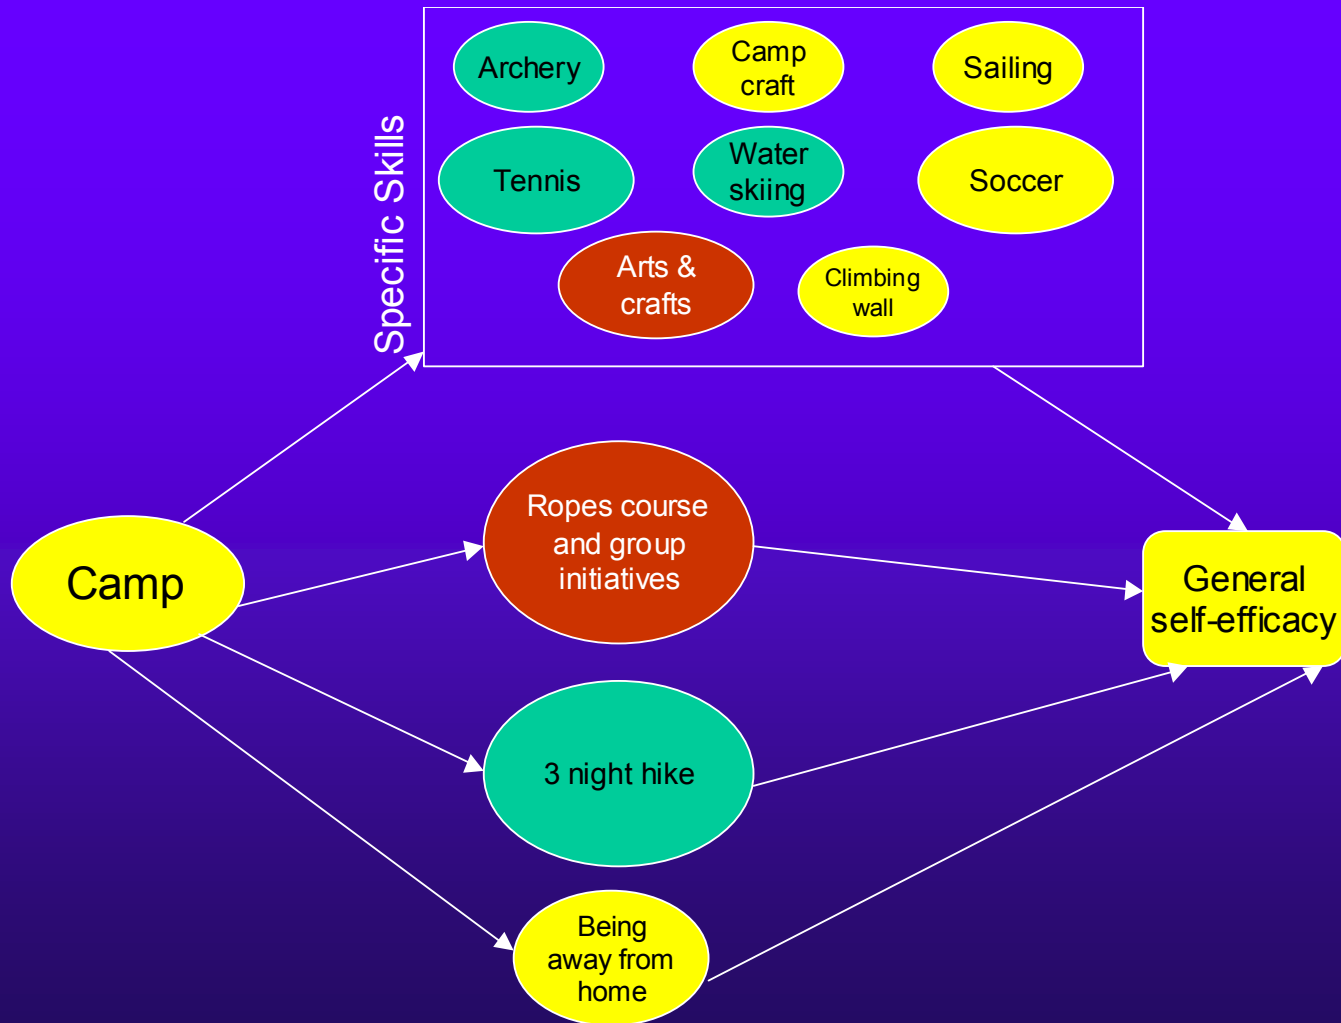 Specific Skills
Archery
Camp
craft
Sailing
Tennis
Water
skiing
Soccer
Arts &
crafts
Climbing
wall
Camp
Ropes course
and group
initiatives
General
self-efficacy
3 night hike
Being
away from
home